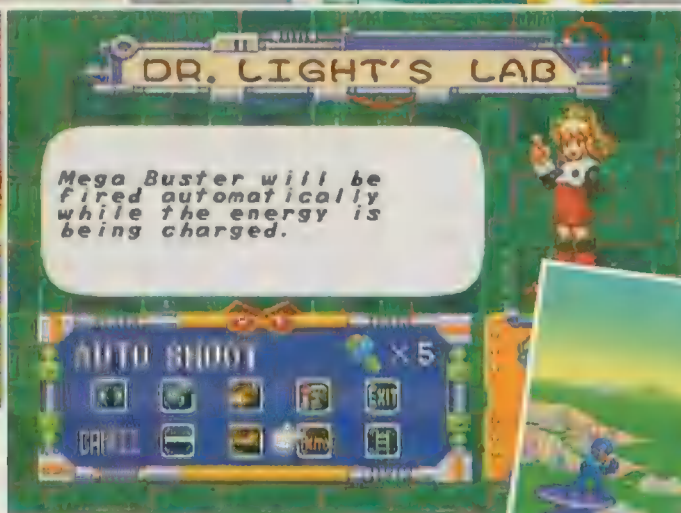 DR. LIGHT'S LAB
Mega Buster will be
fired automatically
while the energy is
being charged.
AUTO SHOOT ×5
EXIT